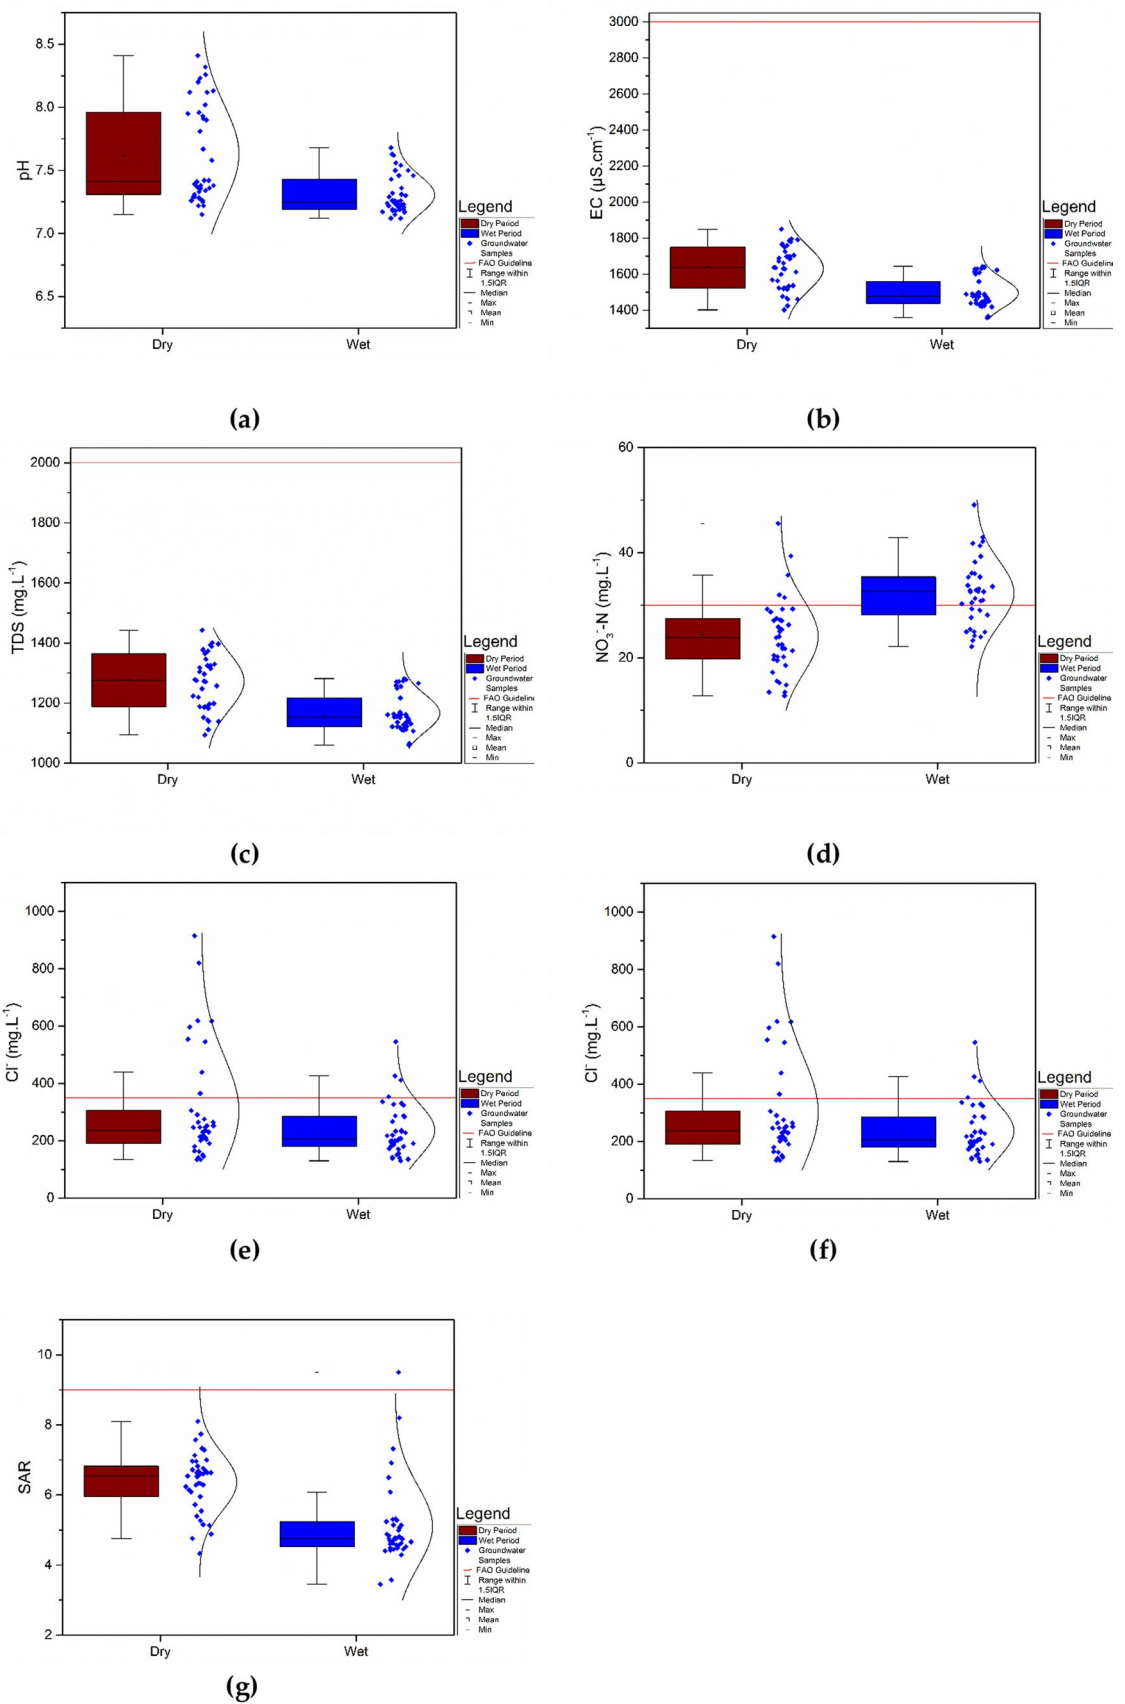 8.5
8.0
7.5
7.0
6.5
pH
Dry
Wet
Legend
Dry Period
Wet Period
Groundwater
Samples
FAO Guideline
Range within
1.5IQR
Median
Max
Mean
Min
(a)
3000
2800
2600
2400
2200
2000
1800
1600
1400
EC (µS.cm⁻¹)
Dry
Wet
Legend
Dry Period
Wet Period
Groundwater
Samples
FAO Guideline
Range within
1.5IQR
Median
Max
Mean
Min
(b)
2000
1800
1600
1400
1200
1000
TDS (mg.L⁻¹)
Dry
Wet
Legend
Dry Period
Wet Period
Groundwater
Samples
FAO Guideline
Range within
1.5IQR
Median
Max
Mean
Min
(c)
60
40
20
0
NO₃⁻-N (mg.L⁻¹)
Dry
Wet
Legend
Dry Period
Wet Period
Groundwater
Samples
FAO Guideline
Range within
1.5IQR
Median
Max
Mean
Min
(d)
1000
800
600
400
200
0
Cl⁻ (mg.L⁻¹)
Dry
Wet
Legend
Dry Period
Wet Period
Groundwater
Samples
FAO Guideline
Range within
1.5IQR
Median
Max
Mean
Min
(e)
1000
800
600
400
200
0
Cl⁻ (mg.L⁻¹)
Dry
Wet
Legend
Dry Period
Wet Period
Groundwater
Samples
FAO Guideline
Range within
1.5IQR
Median
Max
Mean
Min
(f)
10
8
6
4
2
SAR
Dry
Wet
Legend
Dry Period
Wet Period
Groundwater
Samples
FAO Guideline
Range within
1.5IQR
Median
Max
Mean
Min
(g)